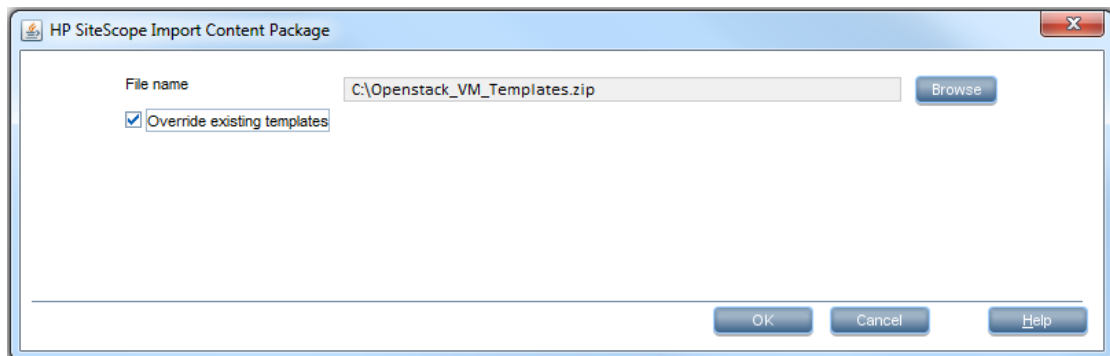 HP SiteScope Import Content Package
File name
C:\Openstack_VM_Templates.zip
Browse
Override existing templates
OK
Cancel
Help